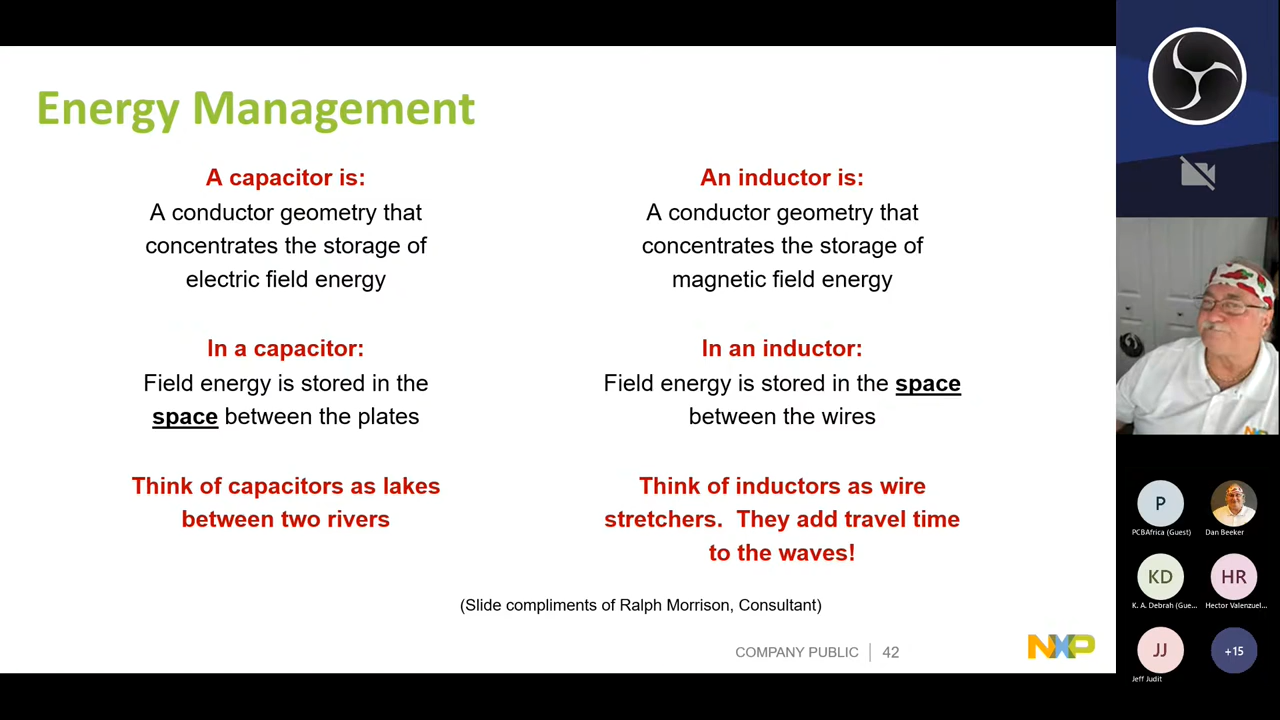 Energy Management
A capacitor is:
A conductor geometry that
concentrates the storage of
electric field energy
In a capacitor:
Field energy is stored in the
space between the plates
Think of capacitors as lakes
between two rivers
An inductor is:
A conductor geometry that
concentrates the storage of
magnetic field energy
In an inductor:
Field energy is stored in the space
between the wires
Think of inductors as wire
stretchers. They add travel time
to the waves!
(Slide compliments of Ralph Morrison, Consultant)
COMPANY PUBLIC | 42
NXP
P
PCBAfrica (Guest)
Dan Beeker
KD
K. A. Debrah (Gue...
HR
Hector Valenzuel...
JJ
Jeff Judit
+15